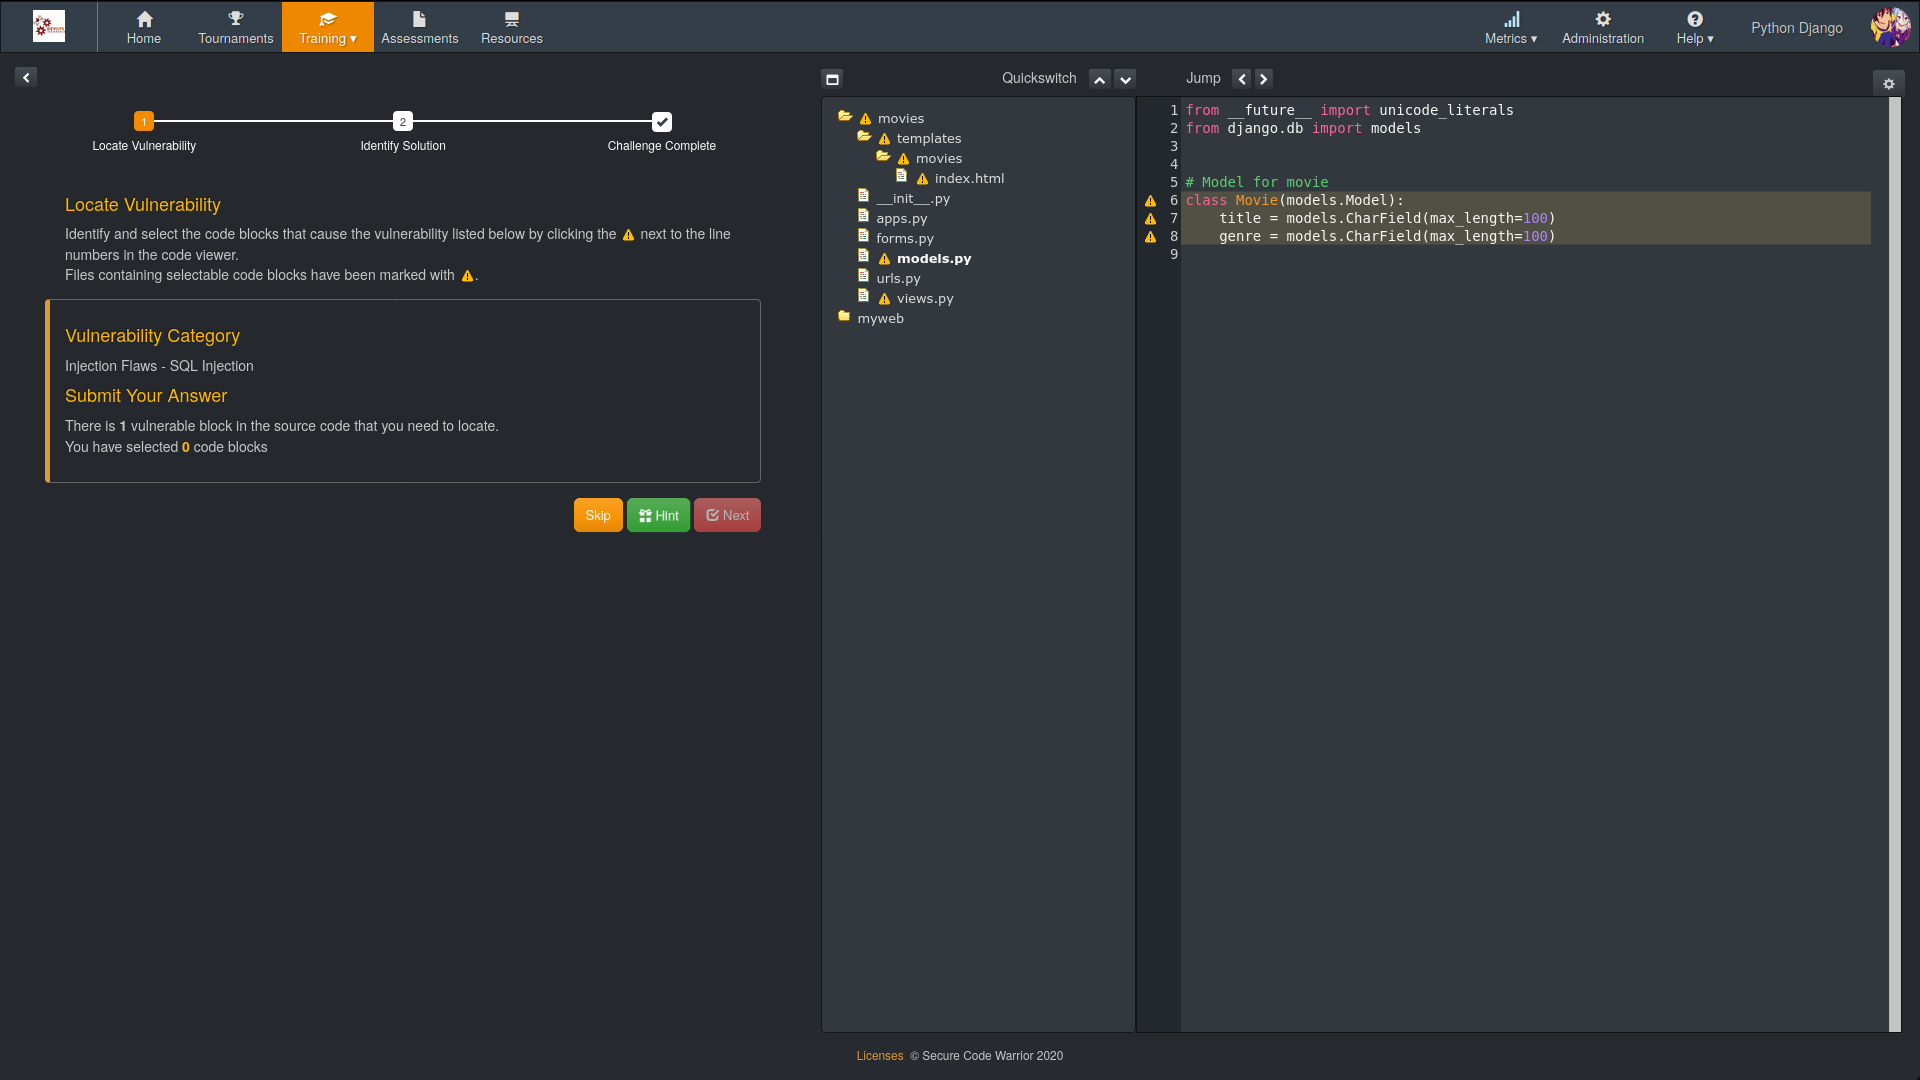 Home
Tournaments
Training ▾
Assessments
Resources
Metrics ▾
Administration
Help ▾
Python Django
1
2
Locate Vulnerability
Identify Solution
Challenge Complete
Locate Vulnerability
Identify and select the code blocks that cause the vulnerability listed below by clicking the next to the line
numbers in the code viewer.
Files containing selectable code blocks have been marked with .
Vulnerability Category
Injection Flaws - SQL Injection
Submit Your Answer
There is 1 vulnerable block in the source code that you need to locate.
You have selected 0 code blocks
Skip
Hint
Next
Quickswitch
Jump
movies
templates
movies
index.html
__init__.py
apps.py
forms.py
models.py
urls.py
views.py
myweb
1 from __future__ import unicode_literals
2 from django.db import models
3
4
5 # Model for movie
6 class Movie(models.Model):
7     title = models.CharField(max_length=100)
8     genre = models.CharField(max_length=100)
9
Licenses © Secure Code Warrior 2020